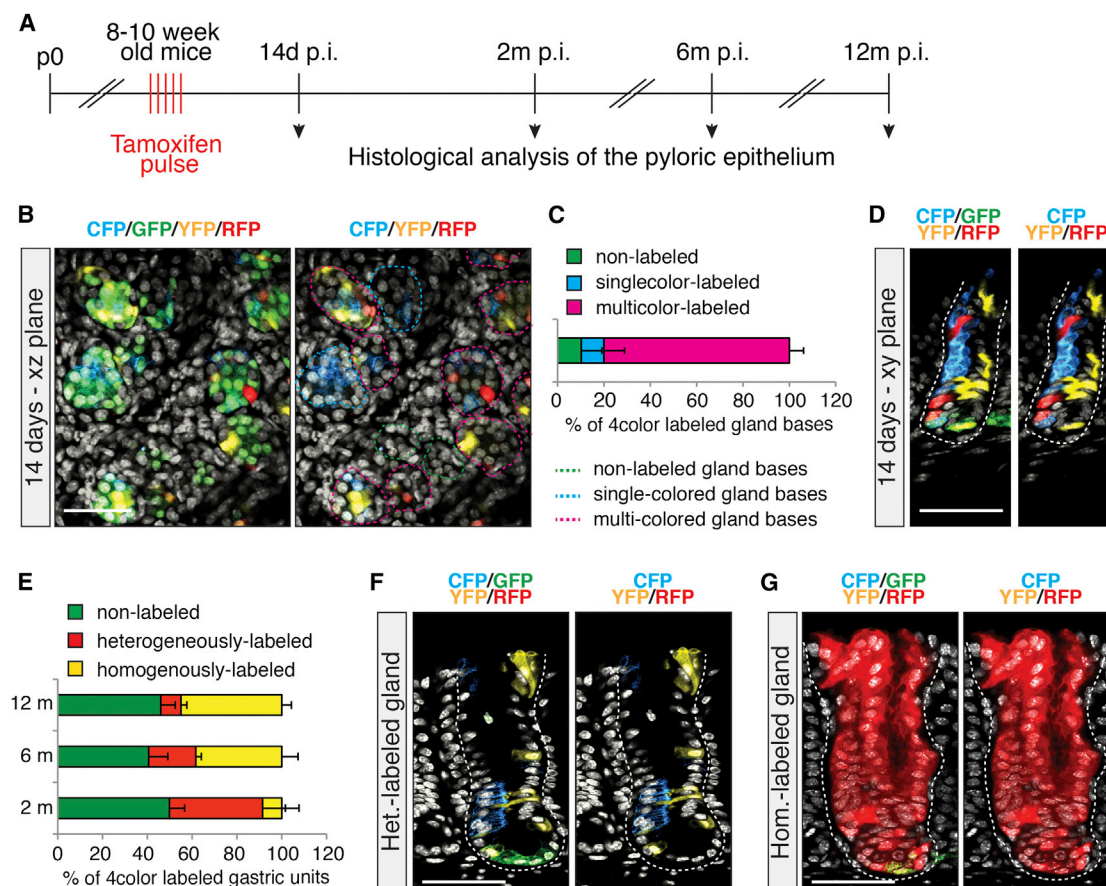 A
p0
8-10 week
old mice
14d p.i.
2m p.i.
6m p.i.
12m p.i.
Tamoxifen
pulse
Histological analysis of the pyloric epithelium
B
CFP/GFP/YFP/RFP
CFP/YFP/RFP
14 days - xz plane
C
non-labeled
singlecolor-labeled
multicolor-labeled
0 20 40 60 80 100 120
% of 4color labeled gland bases
non-labeled gland bases
single-colored gland bases
multi-colored gland bases
D
CFP/GFP
YFP/RFP
CFP
YFP/RFP
14 days - xy plane
E
non-labeled
heterogeneously-labeled
homogenously-labeled
12 m
6 m
2 m
0 20 40 60 80 100 120
% of 4color labeled gastric units
F
CFP/GFP
YFP/RFP
CFP
YFP/RFP
Het.-labeled gland
G
CFP/GFP
YFP/RFP
CFP
YFP/RFP
Hom.-labeled gland